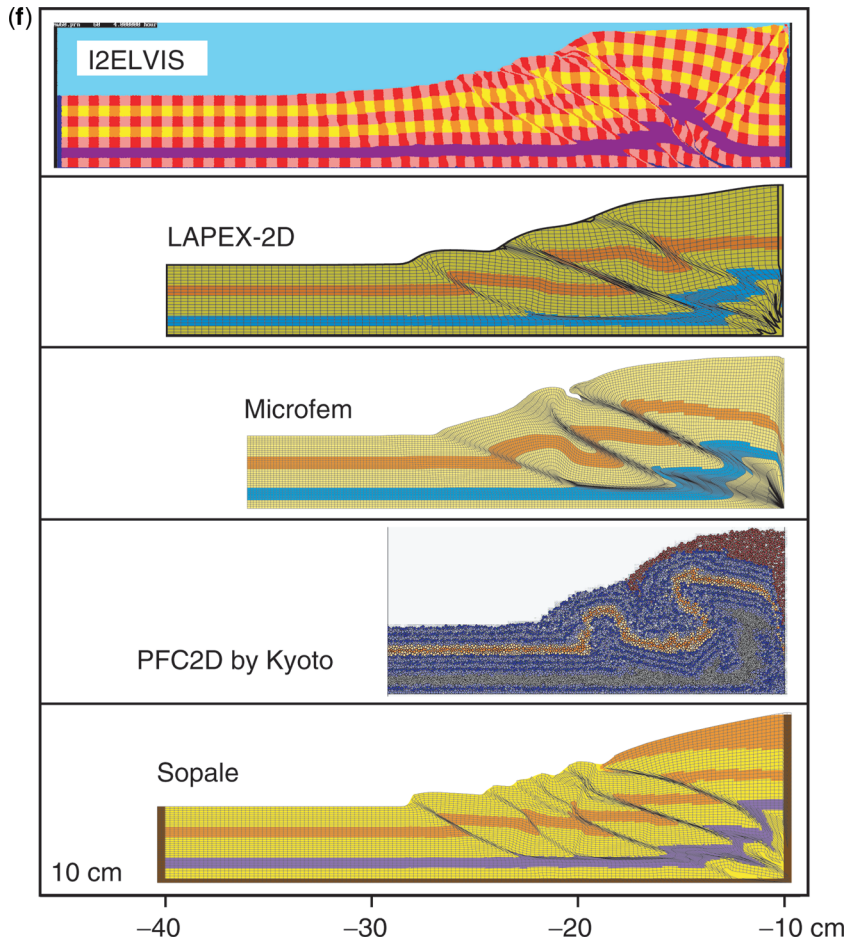 (f)
I2ELVIS
LAPEX-2D
Microfem
PFC2D by Kyoto
Sopale
10 cm
−40 −30 −20 −10 cm